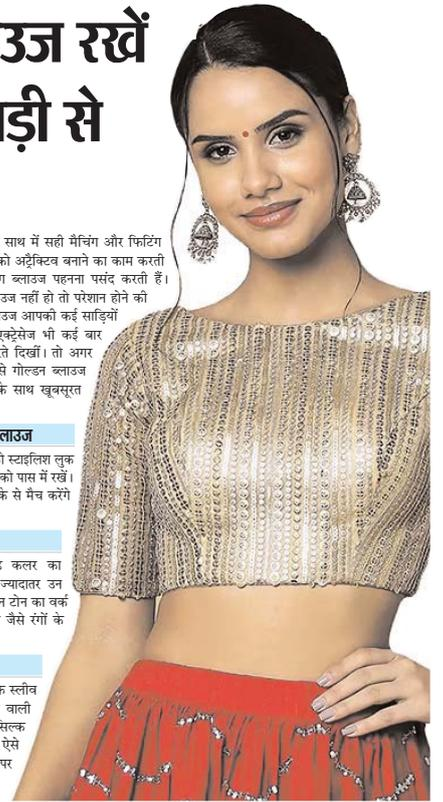 उज रखें
ड़ी से
साथ में सही मैचिंग और फिटिंग
को अट्रैक्टिव बनाने का काम करती
ब्लाउज पहनना पसंद करती हैं।
उज नहीं हो तो परेशान होने की
उज आपकी कई साड़ियों
एक्ट्रेसेज भी कई बार
ते दिखीं। तो अगर
से गोल्डन ब्लाउज
के साथ खूबसूरत
लाउज
स्टाइलिश लुक
को पास में रखें।
के से मैच करेंगे
कलर का
ज्यादातर उन
न टोन का वर्क
जैसे रंगों के
क स्लीव
वाली
सिल्क
ऐसे
पर